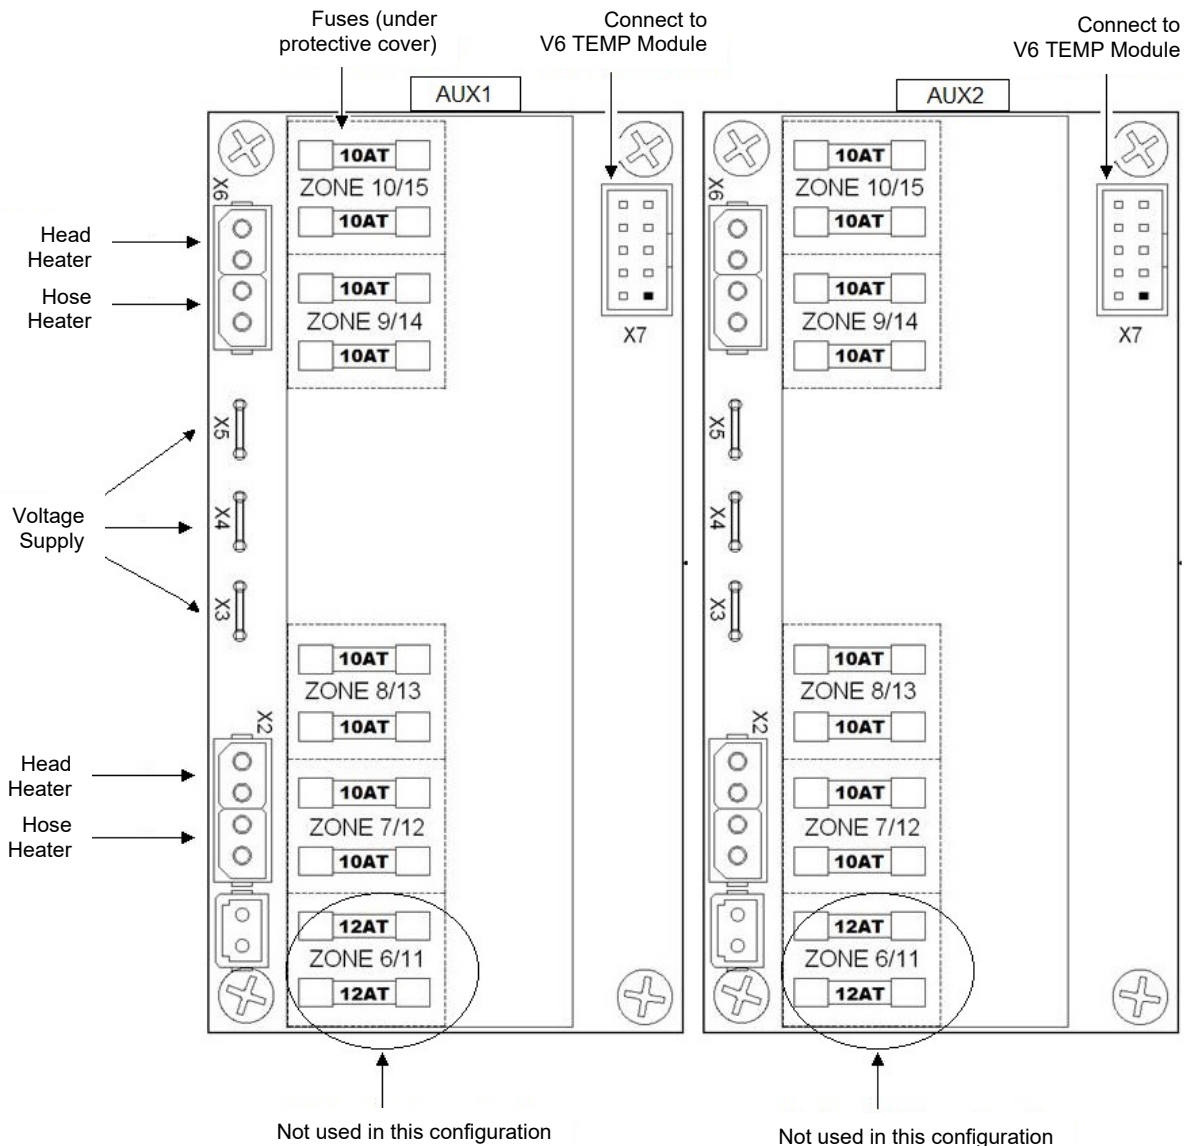 Fuses (under
protective cover)
Connect to
V6 TEMP Module
Connect to
V6 TEMP Module
AUX1
AUX2
10AT
ZONE 10/15
10AT
10AT
ZONE 9/14
10AT
X6
X7
Head
Heater
Hose
Heater
X5
X4
X3
Voltage
Supply
10AT
ZONE 8/13
10AT
10AT
ZONE 7/12
10AT
X2
Head
Heater
Hose
Heater
12AT
ZONE 6/11
12AT
Not used in this configuration
10AT
ZONE 10/15
10AT
10AT
ZONE 9/14
10AT
X6
X7
X5
X4
X3
10AT
ZONE 8/13
10AT
10AT
ZONE 7/12
10AT
X2
12AT
ZONE 6/11
12AT
Not used in this configuration